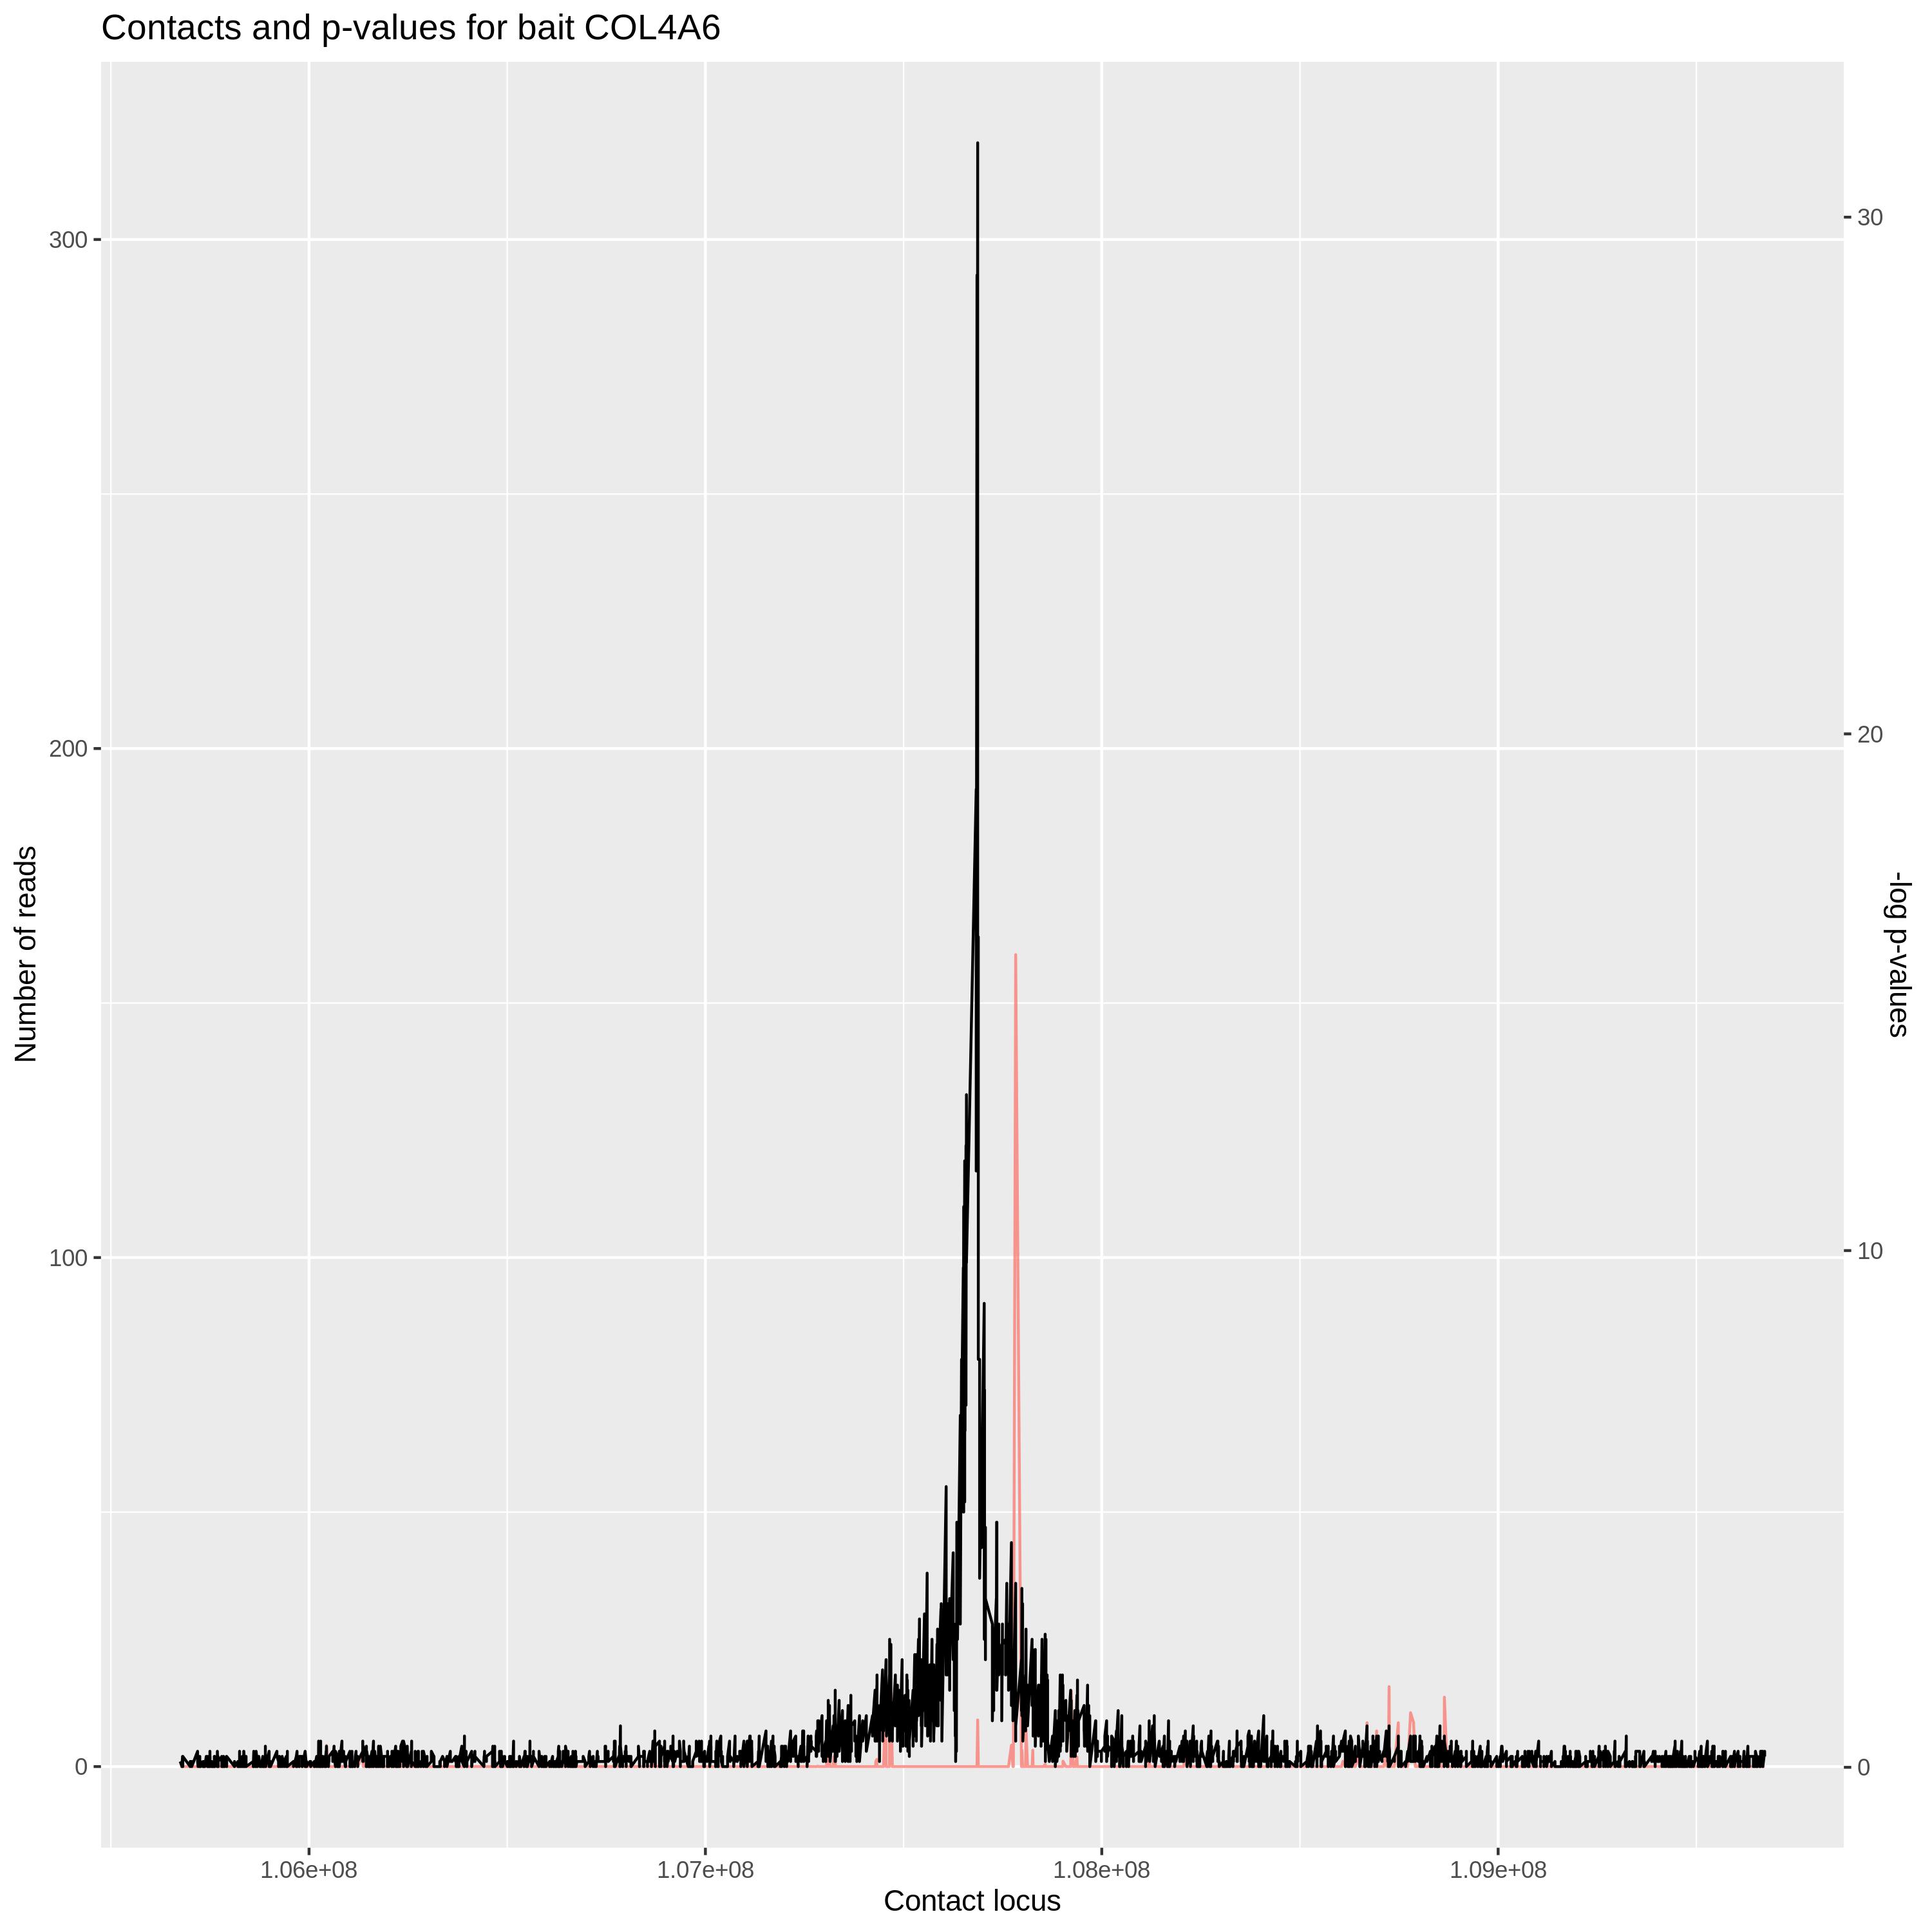 Contacts and p-values for bait COL4A6
300
200
100
0
30
20
10
0
Number of reads
-log p-values
1.06e+08 1.07e+08 1.08e+08 1.09e+08
Contact locus